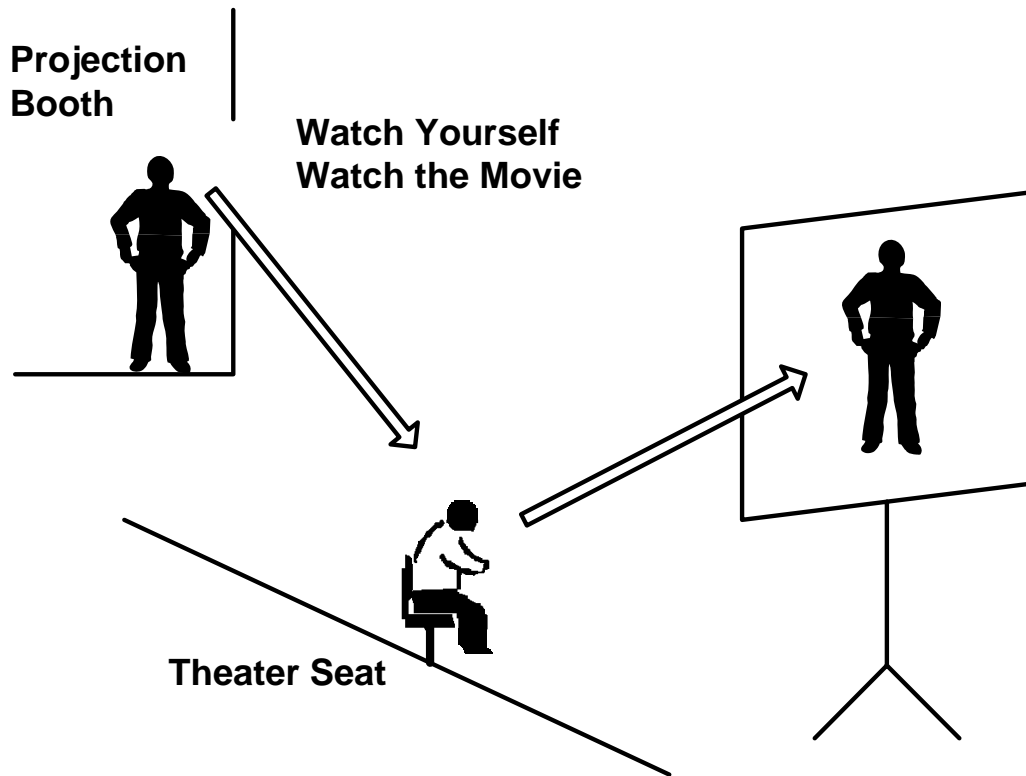 Projection
Booth
Watch Yourself
Watch the Movie
Theater Seat